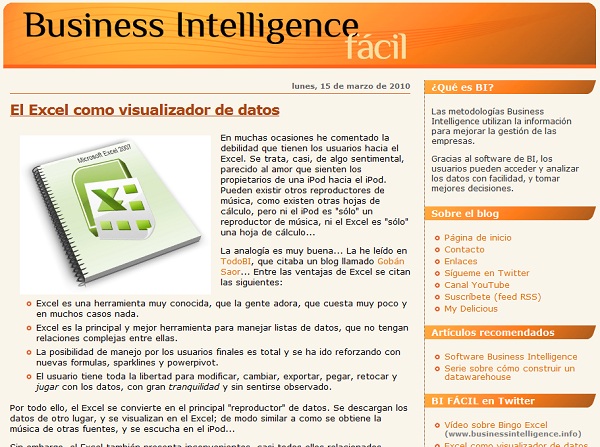 Business Intelligence
fácil
lunes, 15 de marzo de 2010
El Excel como visualizador de datos
Microsoft Excel 2007
En muchas ocasiones he comentado la
debilidad que tienen los usuarios hacia el
Excel. Se trata, casi, de algo sentimental,
parecido al amor que sienten los
propietarios de una iPod hacia el iPod.
Pueden existir otros reproductores de
música, como existen otras hojas de
cálculo, pero ni el iPod es "sólo" un
reproductor de música, ni el Excel es "sólo"
una hoja de cálculo...
La analogía es muy buena... La he leído en
TodoBI, que citaba un blog llamado Gobán
Saor... Entre las ventajas de Excel se citan
las siguientes:
Excel es una herramienta muy conocida, que la gente adora, que cuesta muy poco y
en muchos casos nada.
Excel es la principal y mejor herramienta para manejar listas de datos, que no tengan
relaciones complejas entre ellas.
La posibilidad de manejo por los usuarios finales es total y se ha ido reforzando con
nuevas formulas, sparklines y powerpivot.
El usuario tiene toda la libertad para modificar, cambiar, exportar, pegar, retocar y
jugar con los datos, con gran tranquilidad y sin sentirse observado.
Por todo ello, el Excel se convierte en el principal "reproductor" de datos. Se descargan los
datos de otro lugar, y se visualizan en el Excel; de modo similar a como se obtiene la
música de otras fuentes, y se escucha en el iPod...
Sin embargo, el Excel también presenta inconvenientes, casi todos ellos relacionados
¿Qué es BI?
Las metodologías Business
Intelligence utilizan la información
para mejorar la gestión de las
empresas.
Gracias al software de BI, los
usuarios pueden acceder y analizar
los datos con facilidad, y tomar
mejores decisiones.
Sobre el blog
Página de inicio
Contacto
Enlaces
Sígueme en Twitter
Canal YouTube
Suscríbete (feed RSS)
My Delicious
Artículos recomendados
Software Business Intelligence
Serie sobre cómo construir un
datawarehouse
BI FÁCIL en Twitter
Vídeo sobre Bingo Excel
(www.businessintelligence.info)
Excel como visualizador de datos